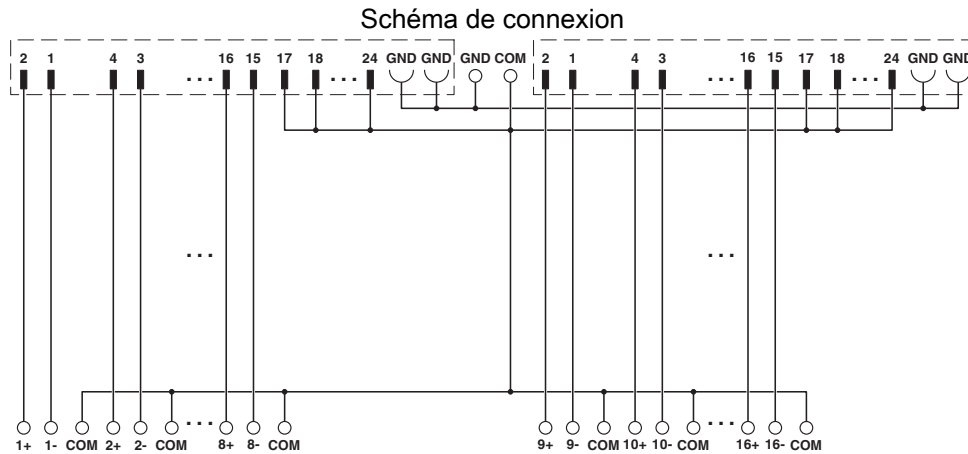 Schéma de connexion
2 1 4 3 ... 16 15 17 18 ... 24 GND GND GND COM 2 1 4 3 ... 16 15 17 18 ... 24 GND GND
... ...
1+ 1- COM 2+ 2- COM ... 8+ 8- COM 9+ 9- COM 10+ 10- COM ... 16+ 16- COM